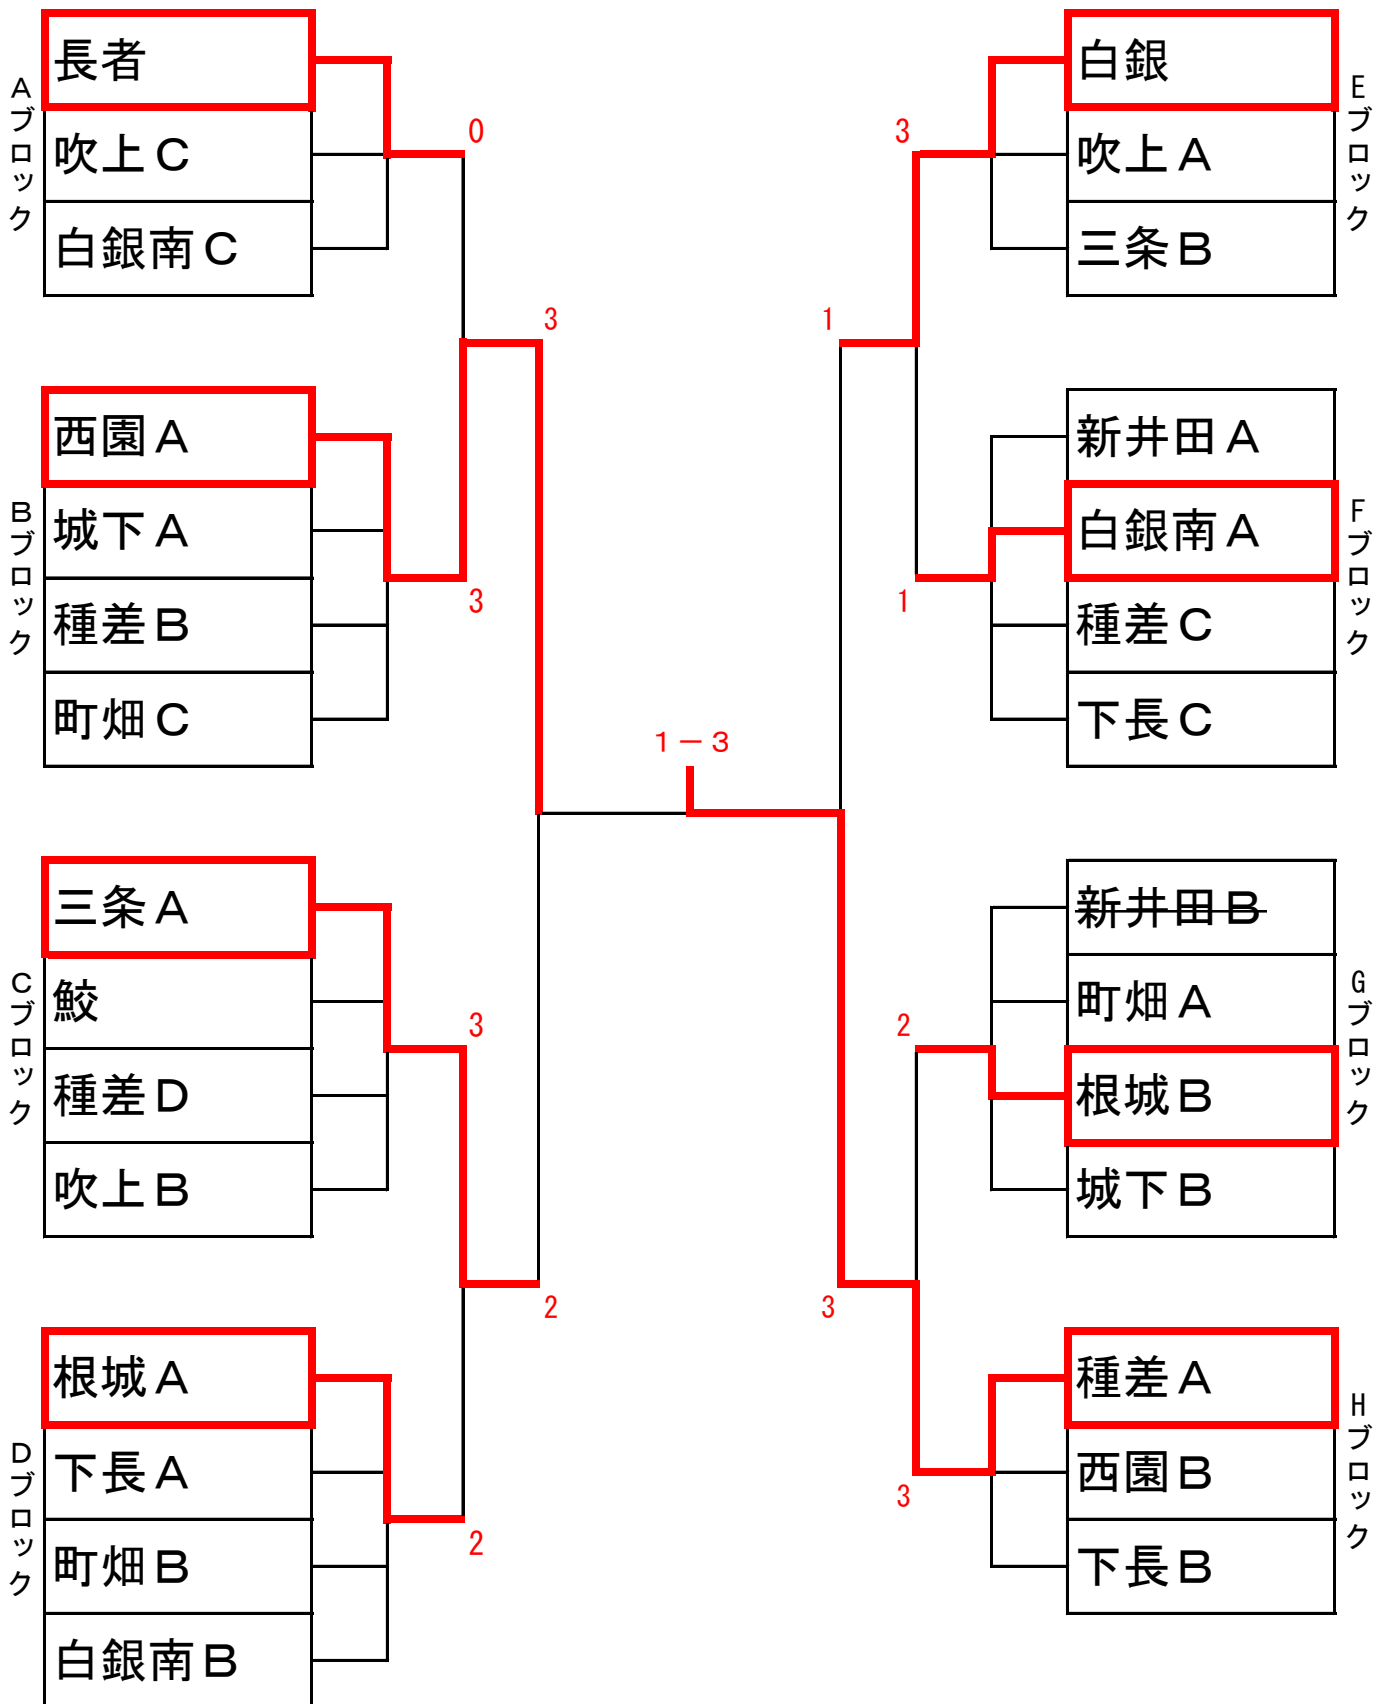 Aブロック
長者
吹上C
白銀南C
0
3
Bブロック
西園A
城下A
種差B
町畑C
3
Cブロック
三条A
鮫
種差D
吹上B
3
2
Dブロック
根城A
下長A
町畑B
白銀南B
2
1－3
Eブロック
白銀
吹上A
三条B
3
1
Fブロック
新井田A
白銀南A
種差C
下長C
1
Gブロック
新井田B
町畑A
根城B
城下B
2
3
Hブロック
種差A
西園B
下長B
3